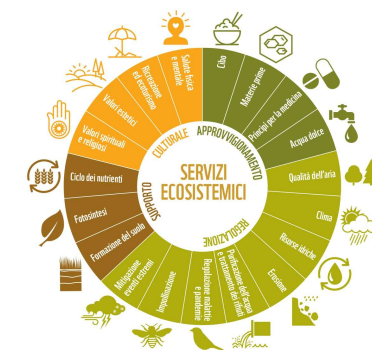 SERVIZI
ECOSISTEMICI
APPROVVIGIONAMENTO
Cibo
Materie prime
Principi per la medicina
Acqua dolce
REGOLAZIONE
Qualità dell'aria
Clima
Risorse idriche
Erosione
Purificazione dell'acqua
e trattamento dei rifiuti
Regolazione malattie
e pandemie
Impollinazione
Mitigazione
eventi estremi
SUPPORTO
Formazione del suolo
Fotosintesi
Ciclo dei nutrienti
CULTURALE
Valori spirituali
e religiosi
Valori estetici
Ricreazione
ed ecoturismo
Salute fisica
e mentale